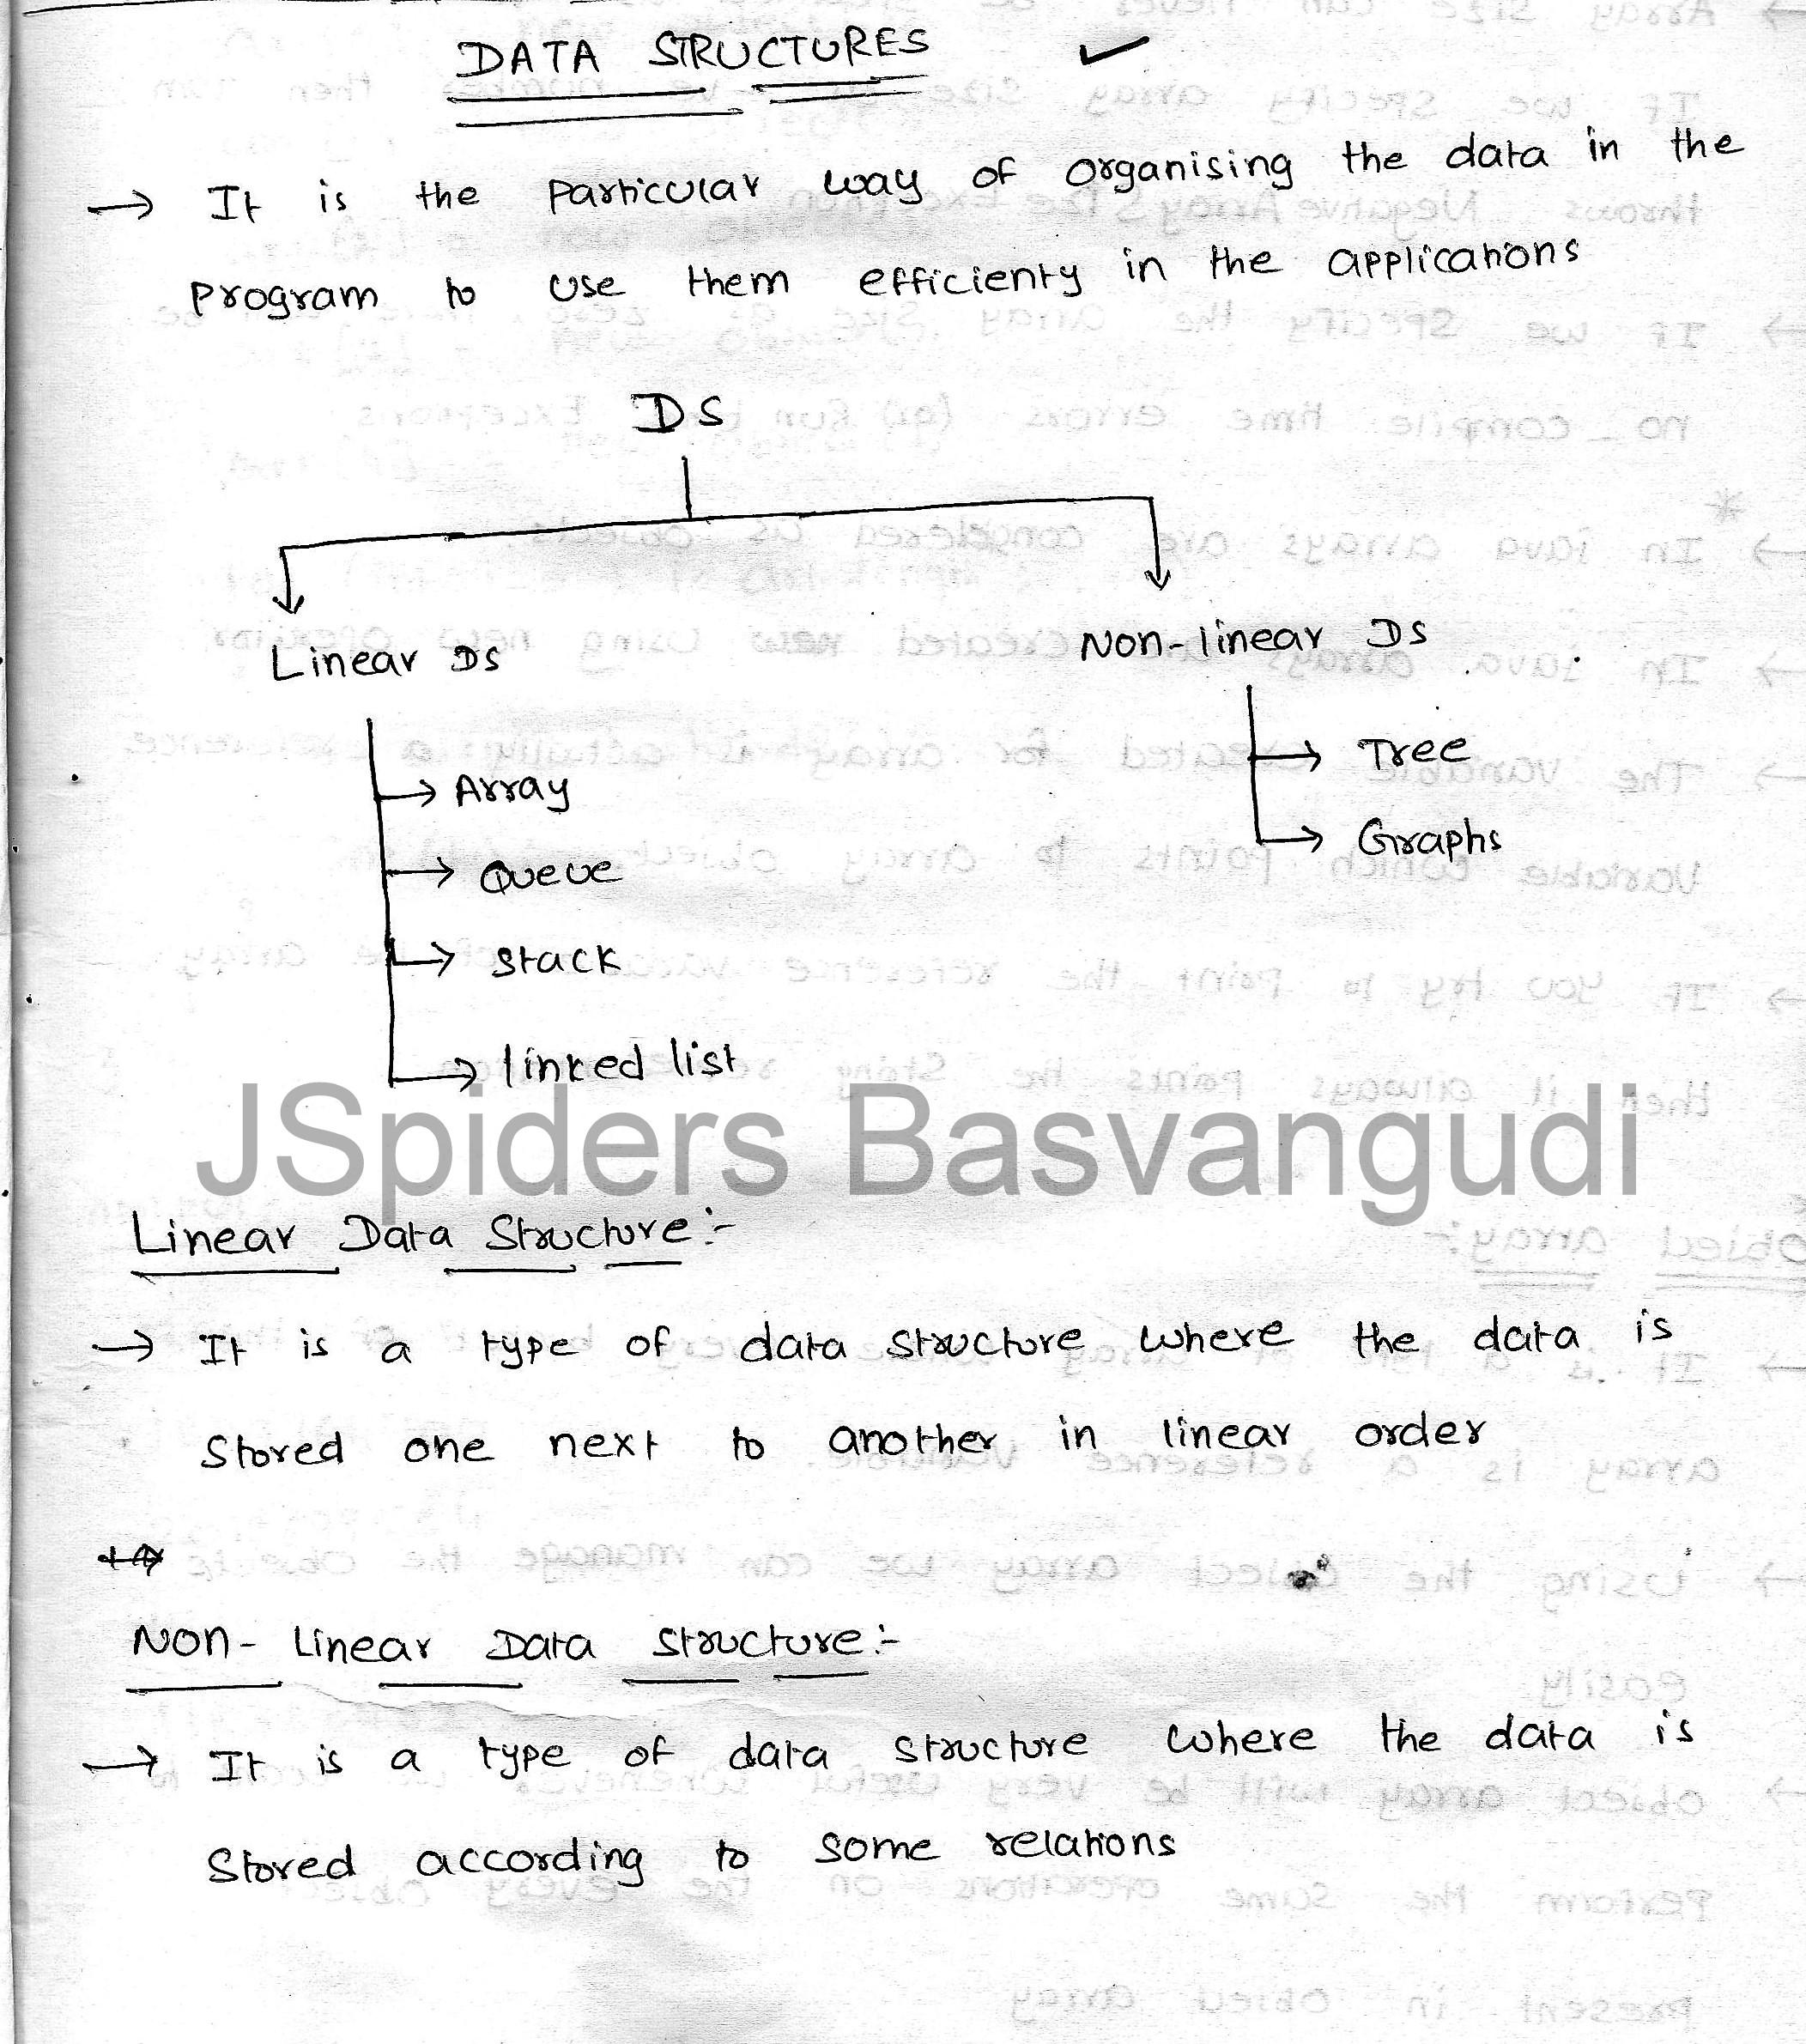 DATA STRUCTURES
→ It is the particular way of organising the data in the
program to use them efficienty in the applications
DS
Linear DS
Non-linear DS
→ Array
→ Queue
→ Stack
→ linked list
→ Tree
→ Graphs
JSpiders Basvangudi
Linear Data Structure:-
→ It is a type of data structure where the data is
Stored one next to another in linear order
Non-Linear Data Structure:-
→ It is a type of data structure where the data is
Stored according to some relations